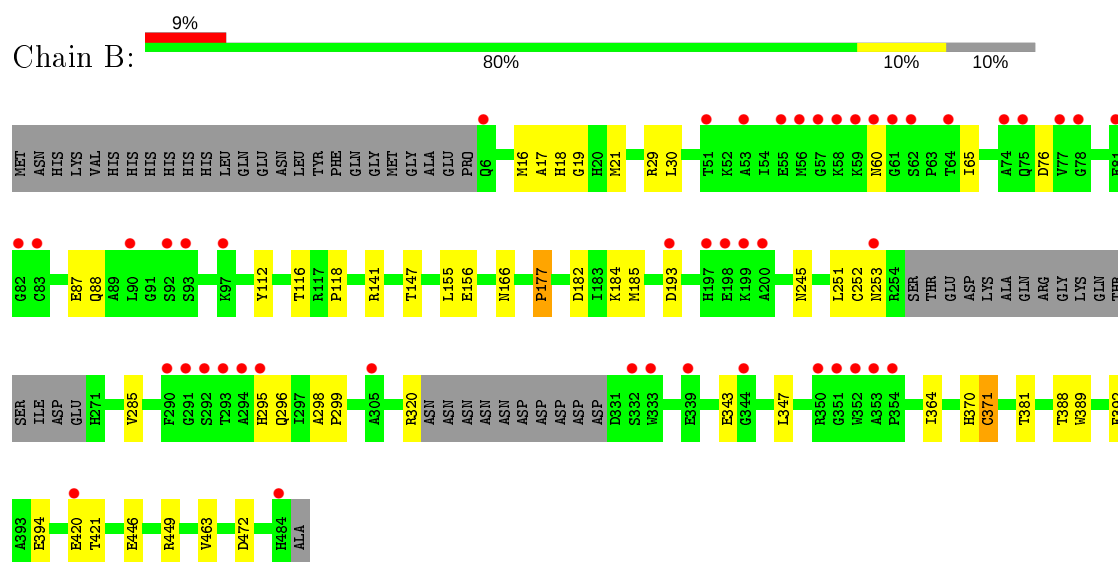 9%
Chain B:
80% 10% 10%
MET ASN HIS LYS VAL HIS HIS HIS HIS HIS HIS LEU GLN GLU ASN LEU TYR PHE GLN GLY MET GLY ALA GLU PRO Q6 M16 A17 H18 G19 H20 M21 R29 L30 T51 K52 A53 I54 E55 M56 G57 K58 K59 N60 G61 S62 P63 T64 I65 A74 Q75 D76 V77 G78 E81
G82 C83 E87 Q88 A89 L90 G91 S92 S93 K97 Y112 T116 R117 P118 R141 T147 L155 E156 N166 P177 D182 I183 K184 M185 D193 H197 E198 K199 A200 N245 L251 C252 N253 R254 SER THR GLU ASP LYS ALA GLN ARG GLY LYS GLN THR
SER ILE ASP GLU H271 V285 F290 G291 S292 T293 A294 H295 Q296 I297 A298 P299 A305 R320 ASN ASN ASN ASN ASN ASP ASP ASP ASP ASP D331 S332 W333 E339 E343 G344 L347 R350 G351 W352 A353 P354 I364 H370 C371 T381 T388 W389
A393 E394 E420 T421 E446 R449 V463 D472 H484 ALA